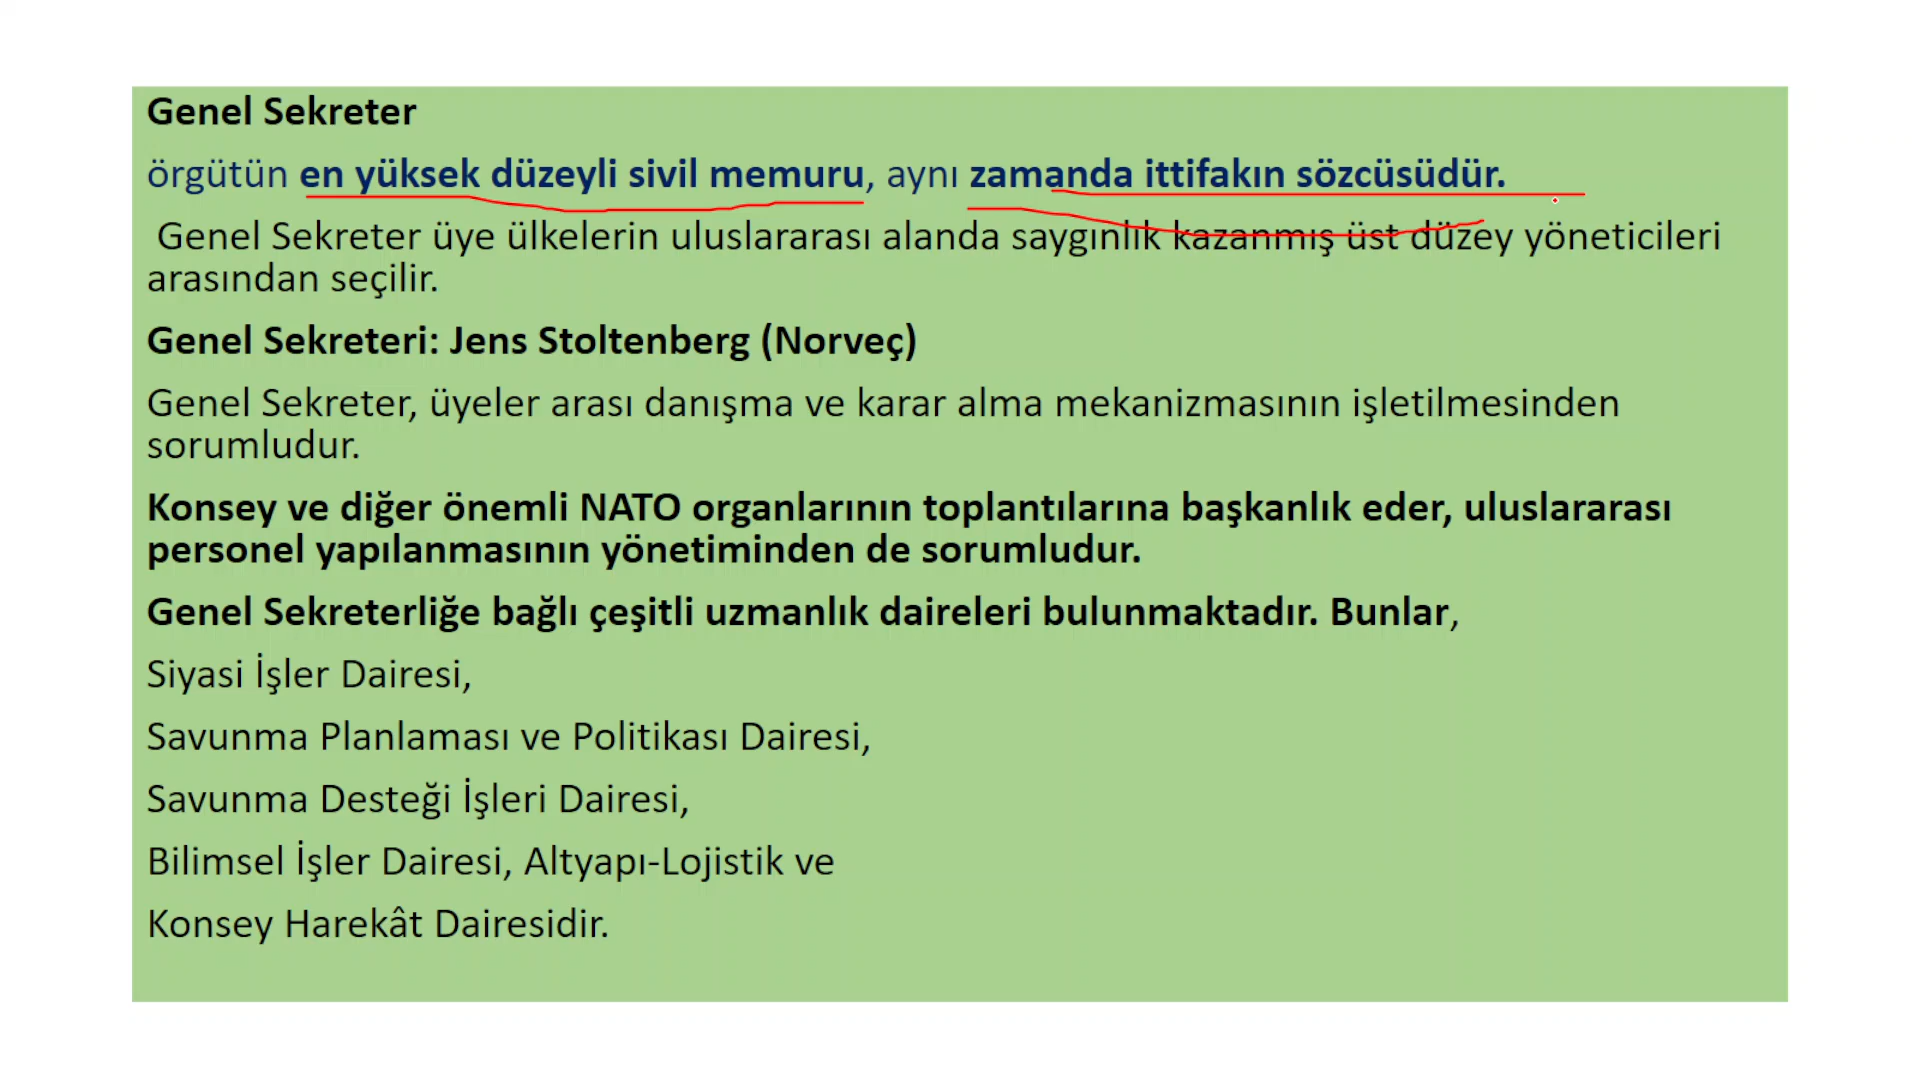 Genel Sekreter
örgütün en yüksek düzeyli sivil memuru, aynı zamanda ittifakın sözcüsüdür.
Genel Sekreter üye ülkelerin uluslararası alanda saygınlık kazanmış üst düzey yöneticileri
arasından seçilir.
Genel Sekreteri: Jens Stoltenberg (Norveç)
Genel Sekreter, üyeler arası danışma ve karar alma mekanizmasının işletilmesinden
sorumludur.
Konsey ve diğer önemli NATO organlarının toplantılarına başkanlık eder, uluslararası
personel yapılanmasının yönetiminden de sorumludur.
Genel Sekreterliğe bağlı çeşitli uzmanlık daireleri bulunmaktadır. Bunlar,
Siyasi İşler Dairesi,
Savunma Planlaması ve Politikası Dairesi,
Savunma Desteği İşleri Dairesi,
Bilimsel İşler Dairesi, Altyapı-Lojistik ve
Konsey Harekât Dairesidir.